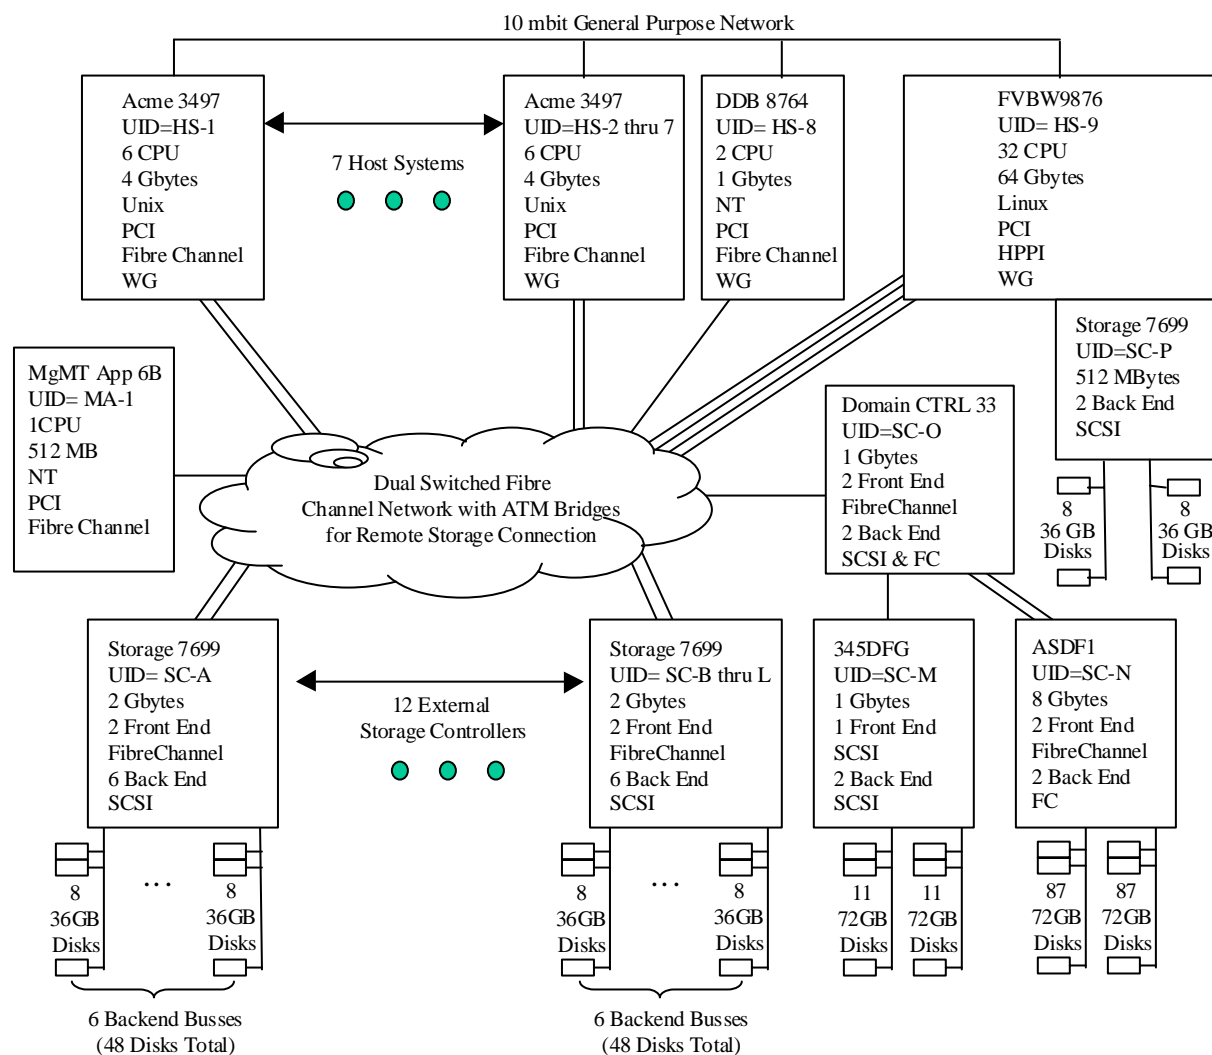 10 mbit General Purpose Network
Acme 3497
UID=HS-1
6 CPU
4 Gbytes
Unix
PCI
Fibre Channel
WG
7 Host Systems
Acme 3497
UID=HS-2 thru 7
6 CPU
4 Gbytes
Unix
PCI
Fibre Channel
WG
DDB 8764
UID= HS-8
2 CPU
1 Gbytes
NT
PCI
Fibre Channel
WG
FVBW9876
UID= HS-9
32 CPU
64 Gbytes
Linux
PCI
HPPI
WG
Storage 7699
UID=SC-P
512 MBytes
2 Back End
SCSI
8
36 GB
Disks
8
36 GB
Disks
MgMT App 6B
UID= MA-1
1CPU
512 MB
NT
PCI
Fibre Channel
Dual Switched Fibre
Channel Network with ATM Bridges
for Remote Storage Connection
Domain CTRL 33
UID=SC-O
1 Gbytes
2 Front End
FibreChannel
2 Back End
SCSI & FC
Storage 7699
UID= SC-A
2 Gbytes
2 Front End
FibreChannel
6 Back End
SCSI
12 External
Storage Controllers
Storage 7699
UID= SC-B thru L
2 Gbytes
2 Front End
FibreChannel
6 Back End
SCSI
345DFG
UID=SC-M
1 Gbytes
1 Front End
SCSI
2 Back End
SCSI
ASDF1
UID=SC-N
8 Gbytes
2 Front End
FibreChannel
2 Back End
FC
8
36GB
Disks
...
8
36GB
Disks
8
36GB
Disks
...
8
36GB
Disks
11
72GB
Disks
11
72GB
Disks
87
72GB
Disks
87
72GB
Disks
6 Backend Busses
(48 Disks Total)
6 Backend Busses
(48 Disks Total)